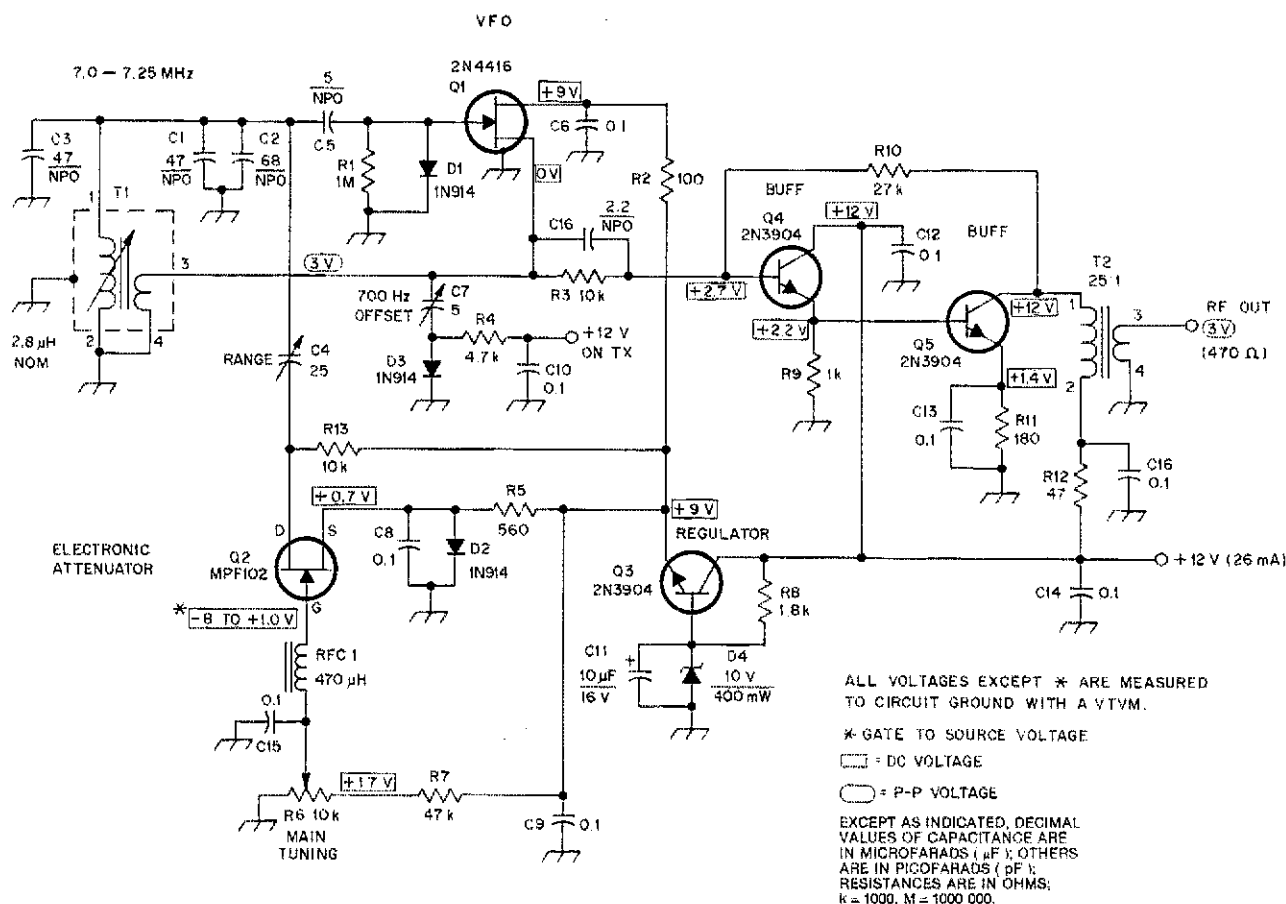 VFO
7.0 – 7.25 MHz
5
NPO
C5
2N4416
Q1
+9 V
C6
0.1
C3
47
NPO
C1
47
NPO
C2
68
NPO
R1
1M
D1
1N914
0V
R2
100
R10
27 k
T1
1
3
2
4
2.8 µH
NOM
3 V
C16
2.2
NPO
R3 10k
BUFF
Q4
2N3904
+12 V
C12
0.1
BUFF
+2.7 V
+2.2 V
Q5
2N3904
+12V
T2
25:1
1
2
3
4
RF OUT
3V
(470 Ω)
700 Hz
OFFSET
C7
5
R4
4.7k
+12 V
ON TX
D3
1N914
C10
0.1
RANGE
C4
25
R9
1k
+1.4 V
C13
0.1
R11
180
R12
47
C16
0.1
R13
10k
+0.7V
R5
560
+9 V
REGULATOR
D
S
G
ELECTRONIC
ATTENUATOR
Q2
MPF102
C8
0.1
D2
1N914
Q3
2N3904
R8
1.8k
+12 V (26 mA)
C14
0.1
*
-8 TO +1.0V
RFC 1
470 µH
C11
+
10 µF
16 V
D4
10 V
400mW
0.1
C15
+1.7 V
R7
47 k
R6 10k
MAIN
TUNING
C9
0.1
ALL VOLTAGES EXCEPT * ARE MEASURED
TO CIRCUIT GROUND WITH A VTVM.
* GATE TO SOURCE VOLTAGE
= DC VOLTAGE
= P-P VOLTAGE
EXCEPT AS INDICATED, DECIMAL
VALUES OF CAPACITANCE ARE
IN MICROFARADS ( µF ); OTHERS
ARE IN PICOFARADS ( pF );
RESISTANCES ARE IN OHMS;
k = 1000, M = 1000 000.